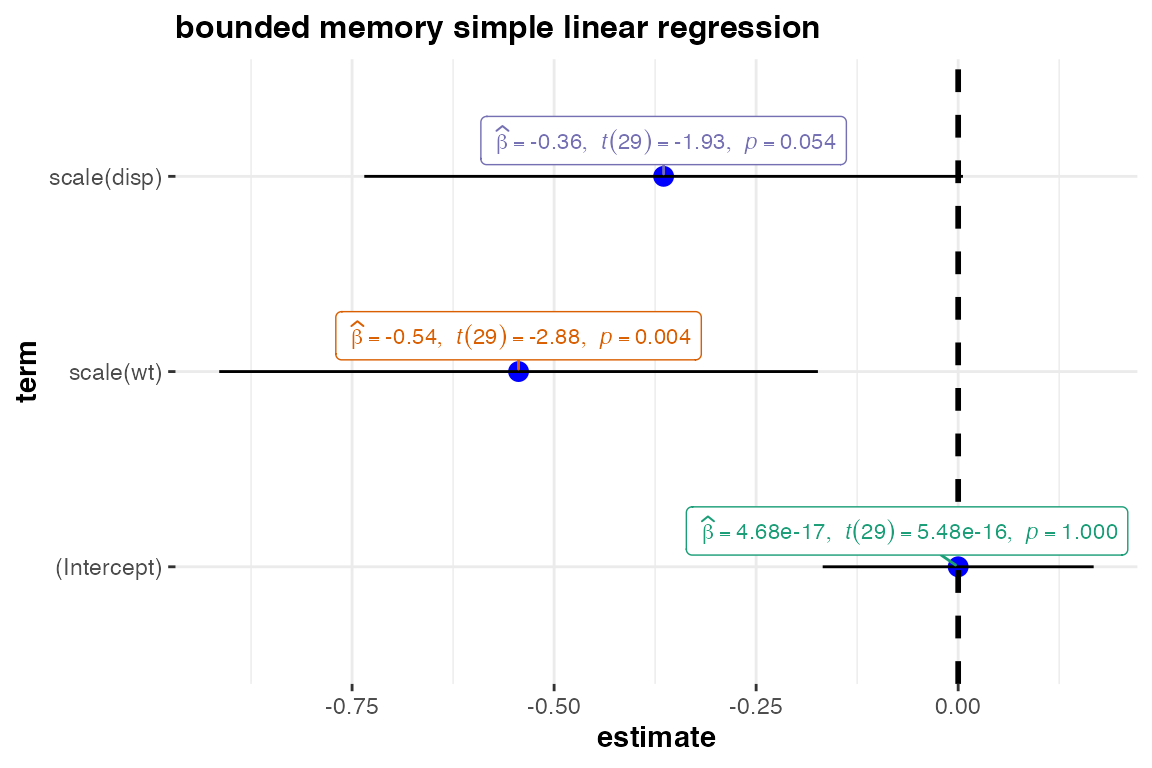 bounded memory simple linear regression
β̂ = -0.36, t(29) = -1.93, p = 0.054
scale(disp)
β̂ = -0.54, t(29) = -2.88, p = 0.004
scale(wt)
term
β̂ = 4.68e-17, t(29) = 5.48e-16, p = 1.000
(Intercept)
-0.75 -0.50 -0.25 0.00
estimate